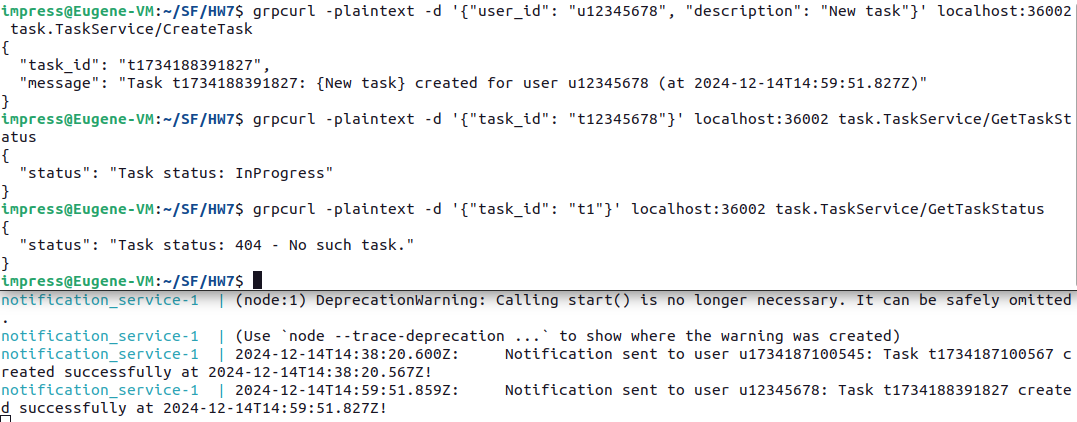 impress@Eugene-VM:~/SF/HW7$ grpcurl -plaintext -d '{"user_id": "u12345678", "description": "New task"}' localhost:36002
 task.TaskService/CreateTask
{
  "task_id": "t1734188391827",
  "message": "Task t1734188391827: {New task} created for user u12345678 (at 2024-12-14T14:59:51.827Z)"
}
impress@Eugene-VM:~/SF/HW7$ grpcurl -plaintext -d '{"task_id": "t12345678"}' localhost:36002 task.TaskService/GetTaskSt
atus
{
  "status": "Task status: InProgress"
}
impress@Eugene-VM:~/SF/HW7$ grpcurl -plaintext -d '{"task_id": "t1"}' localhost:36002 task.TaskService/GetTaskStatus
{
  "status": "Task status: 404 - No such task."
}
impress@Eugene-VM:~/SF/HW7$
notification_service-1  | (node:1) DeprecationWarning: Calling start() is no longer necessary. It can be safely omitted
.
notification_service-1  | (Use `node --trace-deprecation ...` to show where the warning was created)
notification_service-1  | 2024-12-14T14:38:20.600Z:     Notification sent to user u1734187100545: Task t1734187100567 c
reated successfully at 2024-12-14T14:38:20.567Z!
notification_service-1  | 2024-12-14T14:59:51.859Z:     Notification sent to user u12345678: Task t1734188391827 create
d successfully at 2024-12-14T14:59:51.827Z!